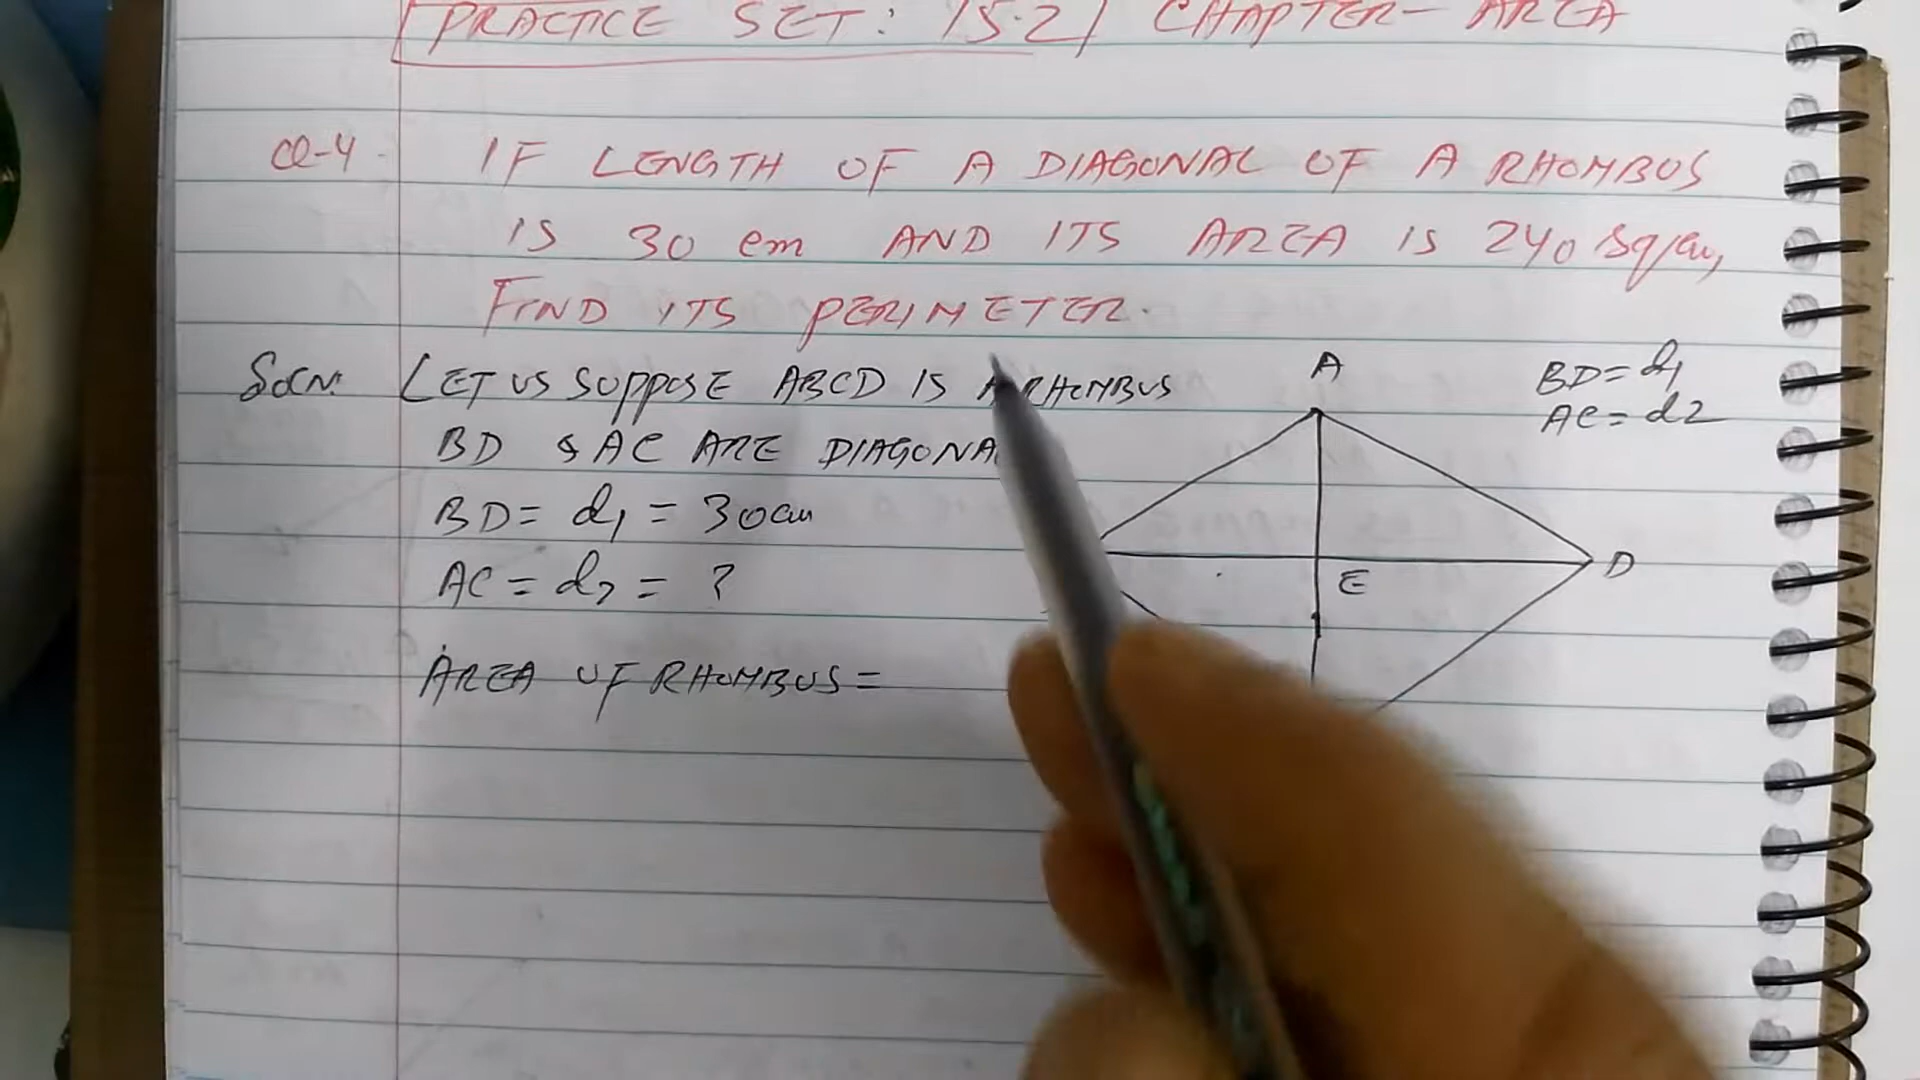 PRACTICE SET: 15.2 CHAPTER- AREA
Q-4. IF LENGTH OF A DIAGONAL OF A RHOMBUS
IS 30 cm AND ITS AREA IS 240 sq/cm,
FIND ITS PERIMETER.
SOLN: LET US SUPPOSE ABCD IS A RHOMBUS
BD & AC ARE DIAGONA
BD = d1 = 30cm
AC = d2 = ?
AREA OF RHOMBUS =
A
BD = d1
AC = d2
D
E